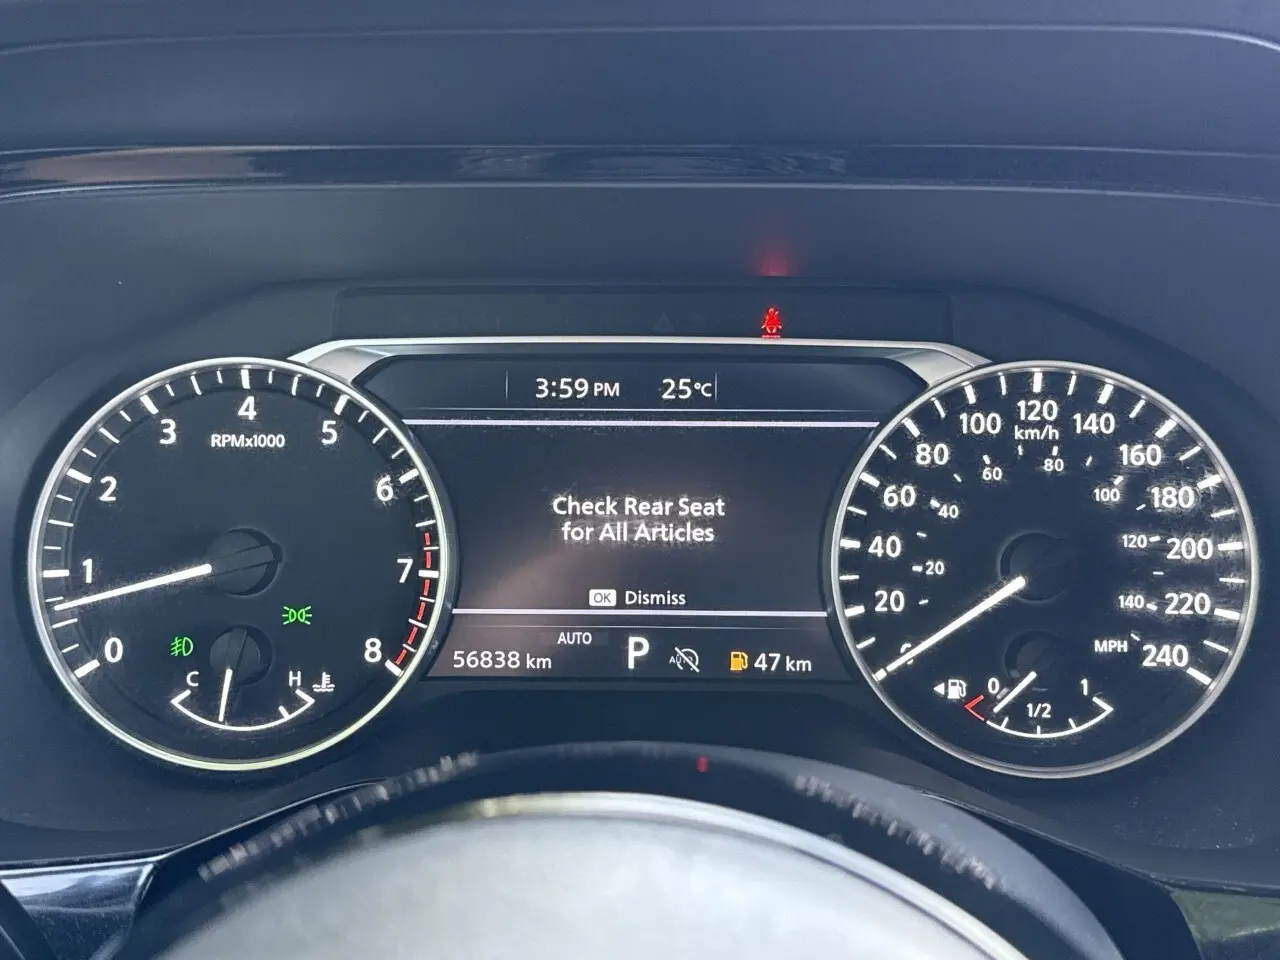 3:59 PM 25°C
Check Rear Seat
for All Articles
OK Dismiss
AUTO
56838 km P AUTO 47 km
0 1 2 3 4 5 6 7 8
RPMx1000
C H
0 20 40 60 80 100 120 140 160 180 200 220 240
km/h
20 40 60 80 100 120 140
MPH
0 1/2 1